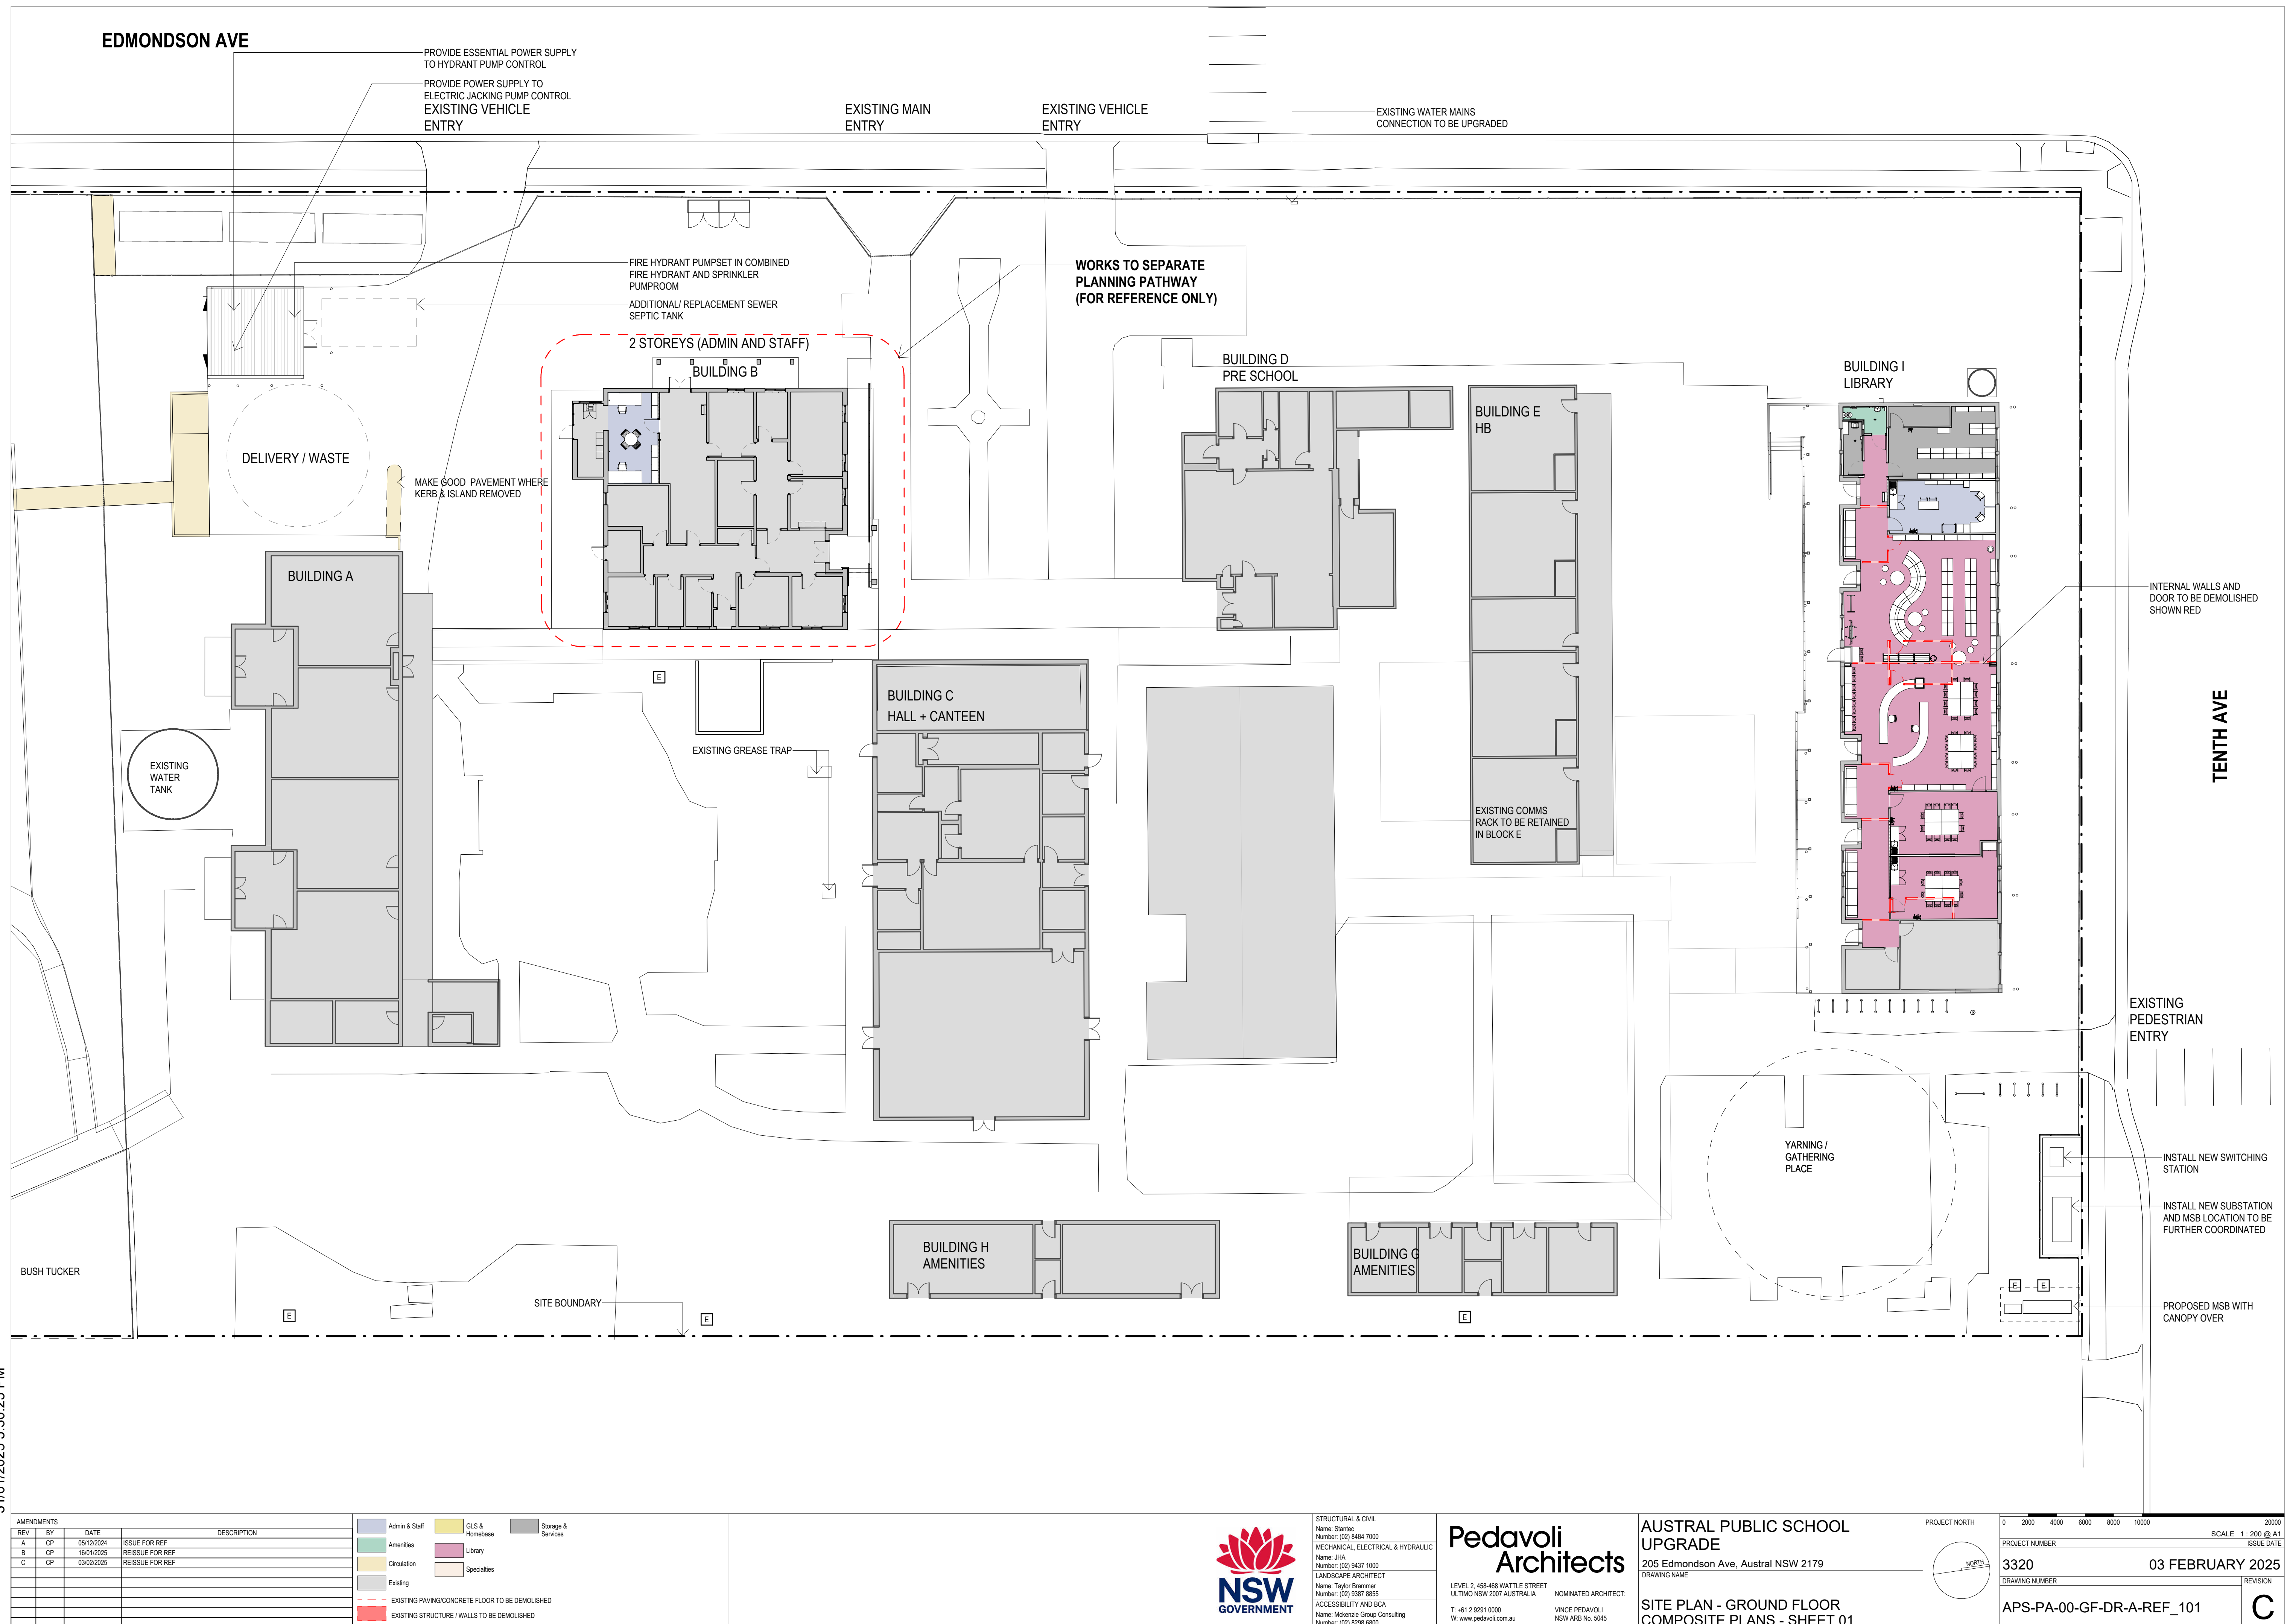 EDMONDSON AVE
PROVIDE ESSENTIAL POWER SUPPLY
TO HYDRANT PUMP CONTROL
PROVIDE POWER SUPPLY TO
ELECTRIC JACKING PUMP CONTROL
EXISTING VEHICLE
ENTRY
EXISTING MAIN
ENTRY
EXISTING VEHICLE
ENTRY
EXISTING WATER MAINS
CONNECTION TO BE UPGRADED
FIRE HYDRANT PUMPSET IN COMBINED
FIRE HYDRANT AND SPRINKLER
PUMPROOM
ADDITIONAL/ REPLACEMENT SEWER
SEPTIC TANK
WORKS TO SEPARATE
PLANNING PATHWAY
(FOR REFERENCE ONLY)
2 STOREYS (ADMIN AND STAFF)
BUILDING B
BUILDING D
PRE SCHOOL
BUILDING E
HB
BUILDING I
LIBRARY
DELIVERY / WASTE
MAKE GOOD PAVEMENT WHERE
KERB & ISLAND REMOVED
BUILDING A
INTERNAL WALLS AND
DOOR TO BE DEMOLISHED
SHOWN RED
E
BUILDING C
HALL + CANTEEN
TENTH AVE
EXISTING GREASE TRAP
EXISTING
WATER
TANK
EXISTING COMMS
RACK TO BE RETAINED
IN BLOCK E
EXISTING
PEDESTRIAN
ENTRY
YARNING /
GATHERING
PLACE
INSTALL NEW SWITCHING
STATION
INSTALL NEW SUBSTATION
AND MSB LOCATION TO BE
FURTHER COORDINATED
BUILDING H
AMENITIES
BUILDING G
AMENITIES
BUSH TUCKER
E
E
SITE BOUNDARY
E
E
E
PROPOSED MSB WITH
CANOPY OVER
AMENDMENTS
REV BY DATE DESCRIPTION
A CP 05/12/2024 ISSUE FOR REF
B CP 16/01/2025 REISSUE FOR REF
C CP 03/02/2025 REISSUE FOR REF
Admin & Staff
Amenities
Circulation
Existing
GLS &
Homebase
Library
Specialties
Storage &
Services
EXISTING PAVING/CONCRETE FLOOR TO BE DEMOLISHED
EXISTING STRUCTURE / WALLS TO BE DEMOLISHED
NSW
GOVERNMENT
STRUCTURAL & CIVIL
Name: Stantec
Number: (02) 8484 7000
MECHANICAL, ELECTRICAL & HYDRAULIC
Name: JHA
Number: (02) 9437 1000
LANDSCAPE ARCHITECT
Name: Taylor Brammer
Number: (02) 9387 8855
ACCESSIBILITY AND BCA
Name: Mckenzie Group Consulting
Number: (02) 8298 6800
Pedavoli
Architects
LEVEL 2, 458-468 WATTLE STREET
ULTIMO NSW 2007 AUSTRALIA
T: +61 2 9291 0000
W: www.pedavoli.com.au
NOMINATED ARCHITECT:
VINCE PEDAVOLI
NSW ARB No. 5045
AUSTRAL PUBLIC SCHOOL
UPGRADE
205 Edmondson Ave, Austral NSW 2179
DRAWING NAME
SITE PLAN - GROUND FLOOR
COMPOSITE PLANS - SHEET 01
PROJECT NORTH
NORTH
0 2000 4000 6000 8000 10000 20000
SCALE 1 : 200 @ A1
PROJECT NUMBER ISSUE DATE
3320 03 FEBRUARY 2025
DRAWING NUMBER REVISION
APS-PA-00-GF-DR-A-REF_101 C